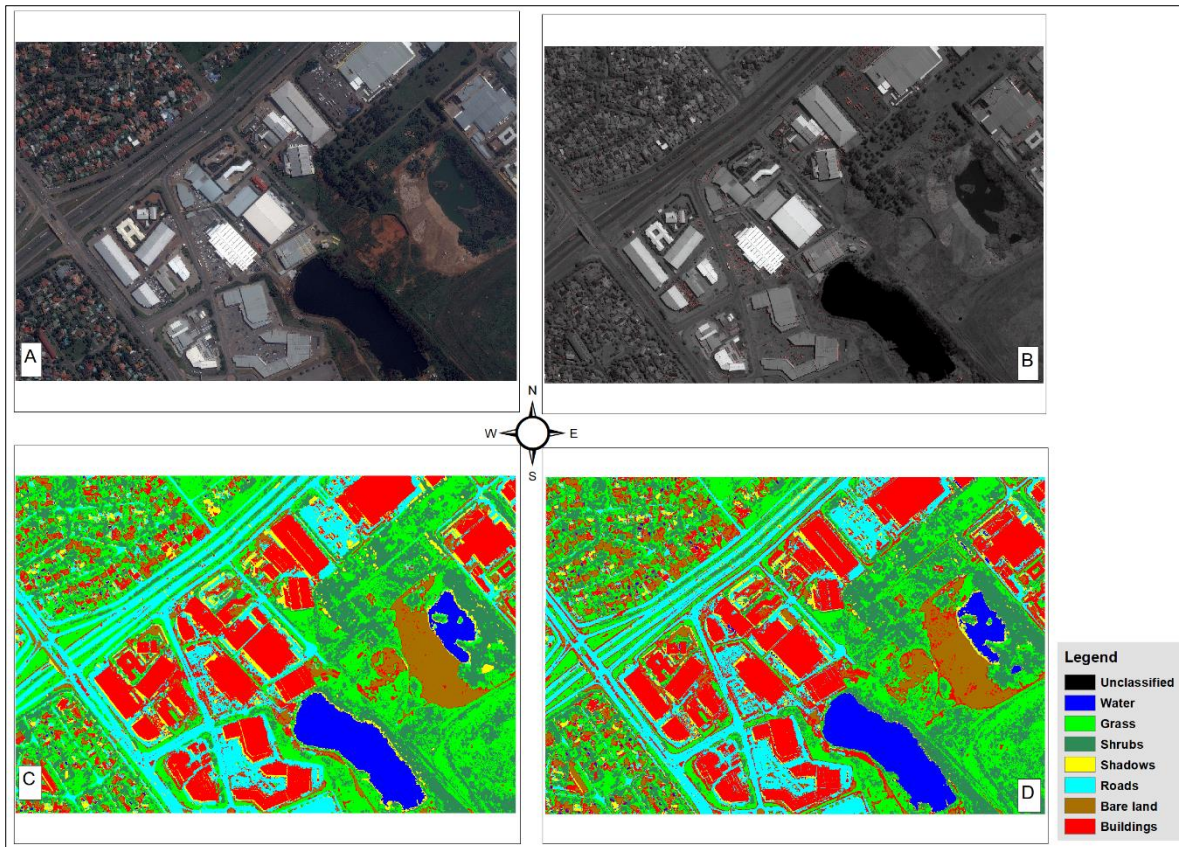 A
B
N
W E
S
C
D
Legend
Unclassified
Water
Grass
Shrubs
Shadows
Roads
Bare land
Buildings